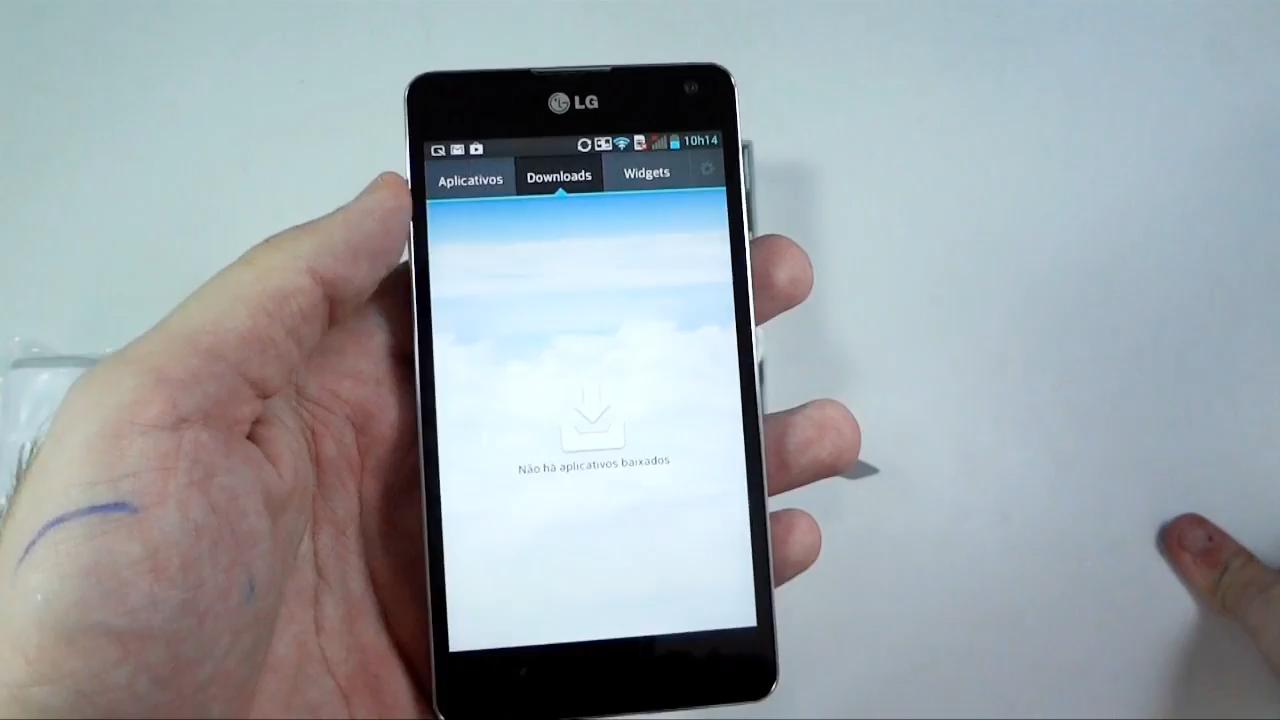 LG
10h14
Aplicativos Downloads Widgets
Não há aplicativos baixados